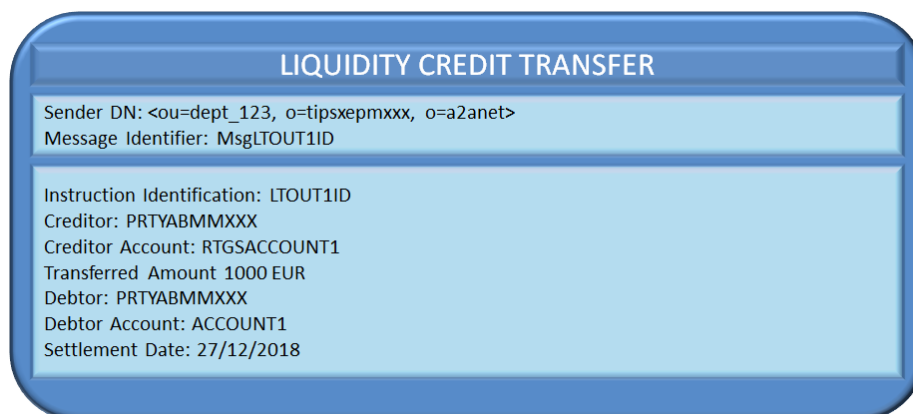 LIQUIDITY CREDIT TRANSFER
Sender DN: <ou=dept_123, o=tipsxepmxxx, o=a2anet>
Message Identifier: MsgLTOUT1ID
Instruction Identification: LTOUT1ID
Creditor: PRTYABMMXXX
Creditor Account: RTGSACCOUNT1
Transferred Amount 1000 EUR
Debtor: PRTYABMMXXX
Debtor Account: ACCOUNT1
Settlement Date: 27/12/2018